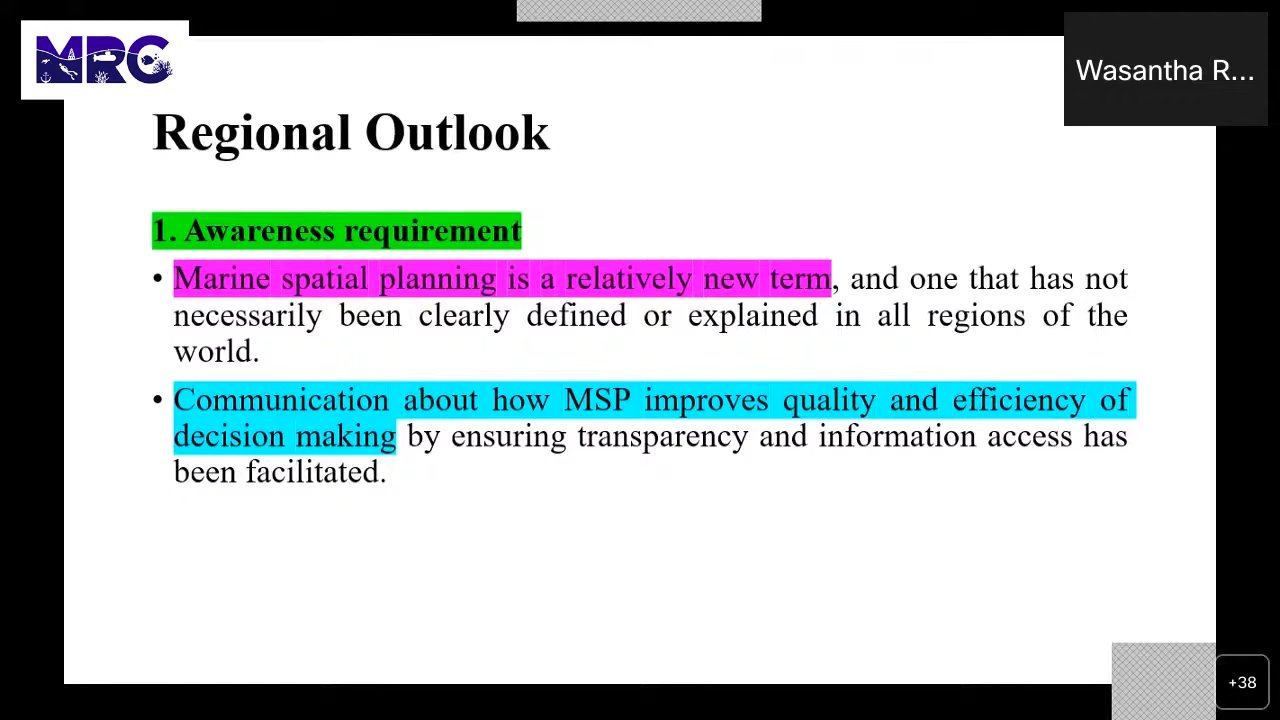 MRC
Wasantha R...
Regional Outlook
1. Awareness requirement
• Marine spatial planning is a relatively new term, and one that has not
necessarily been clearly defined or explained in all regions of the
world.
• Communication about how MSP improves quality and efficiency of
decision making by ensuring transparency and information access has
been facilitated.
+38